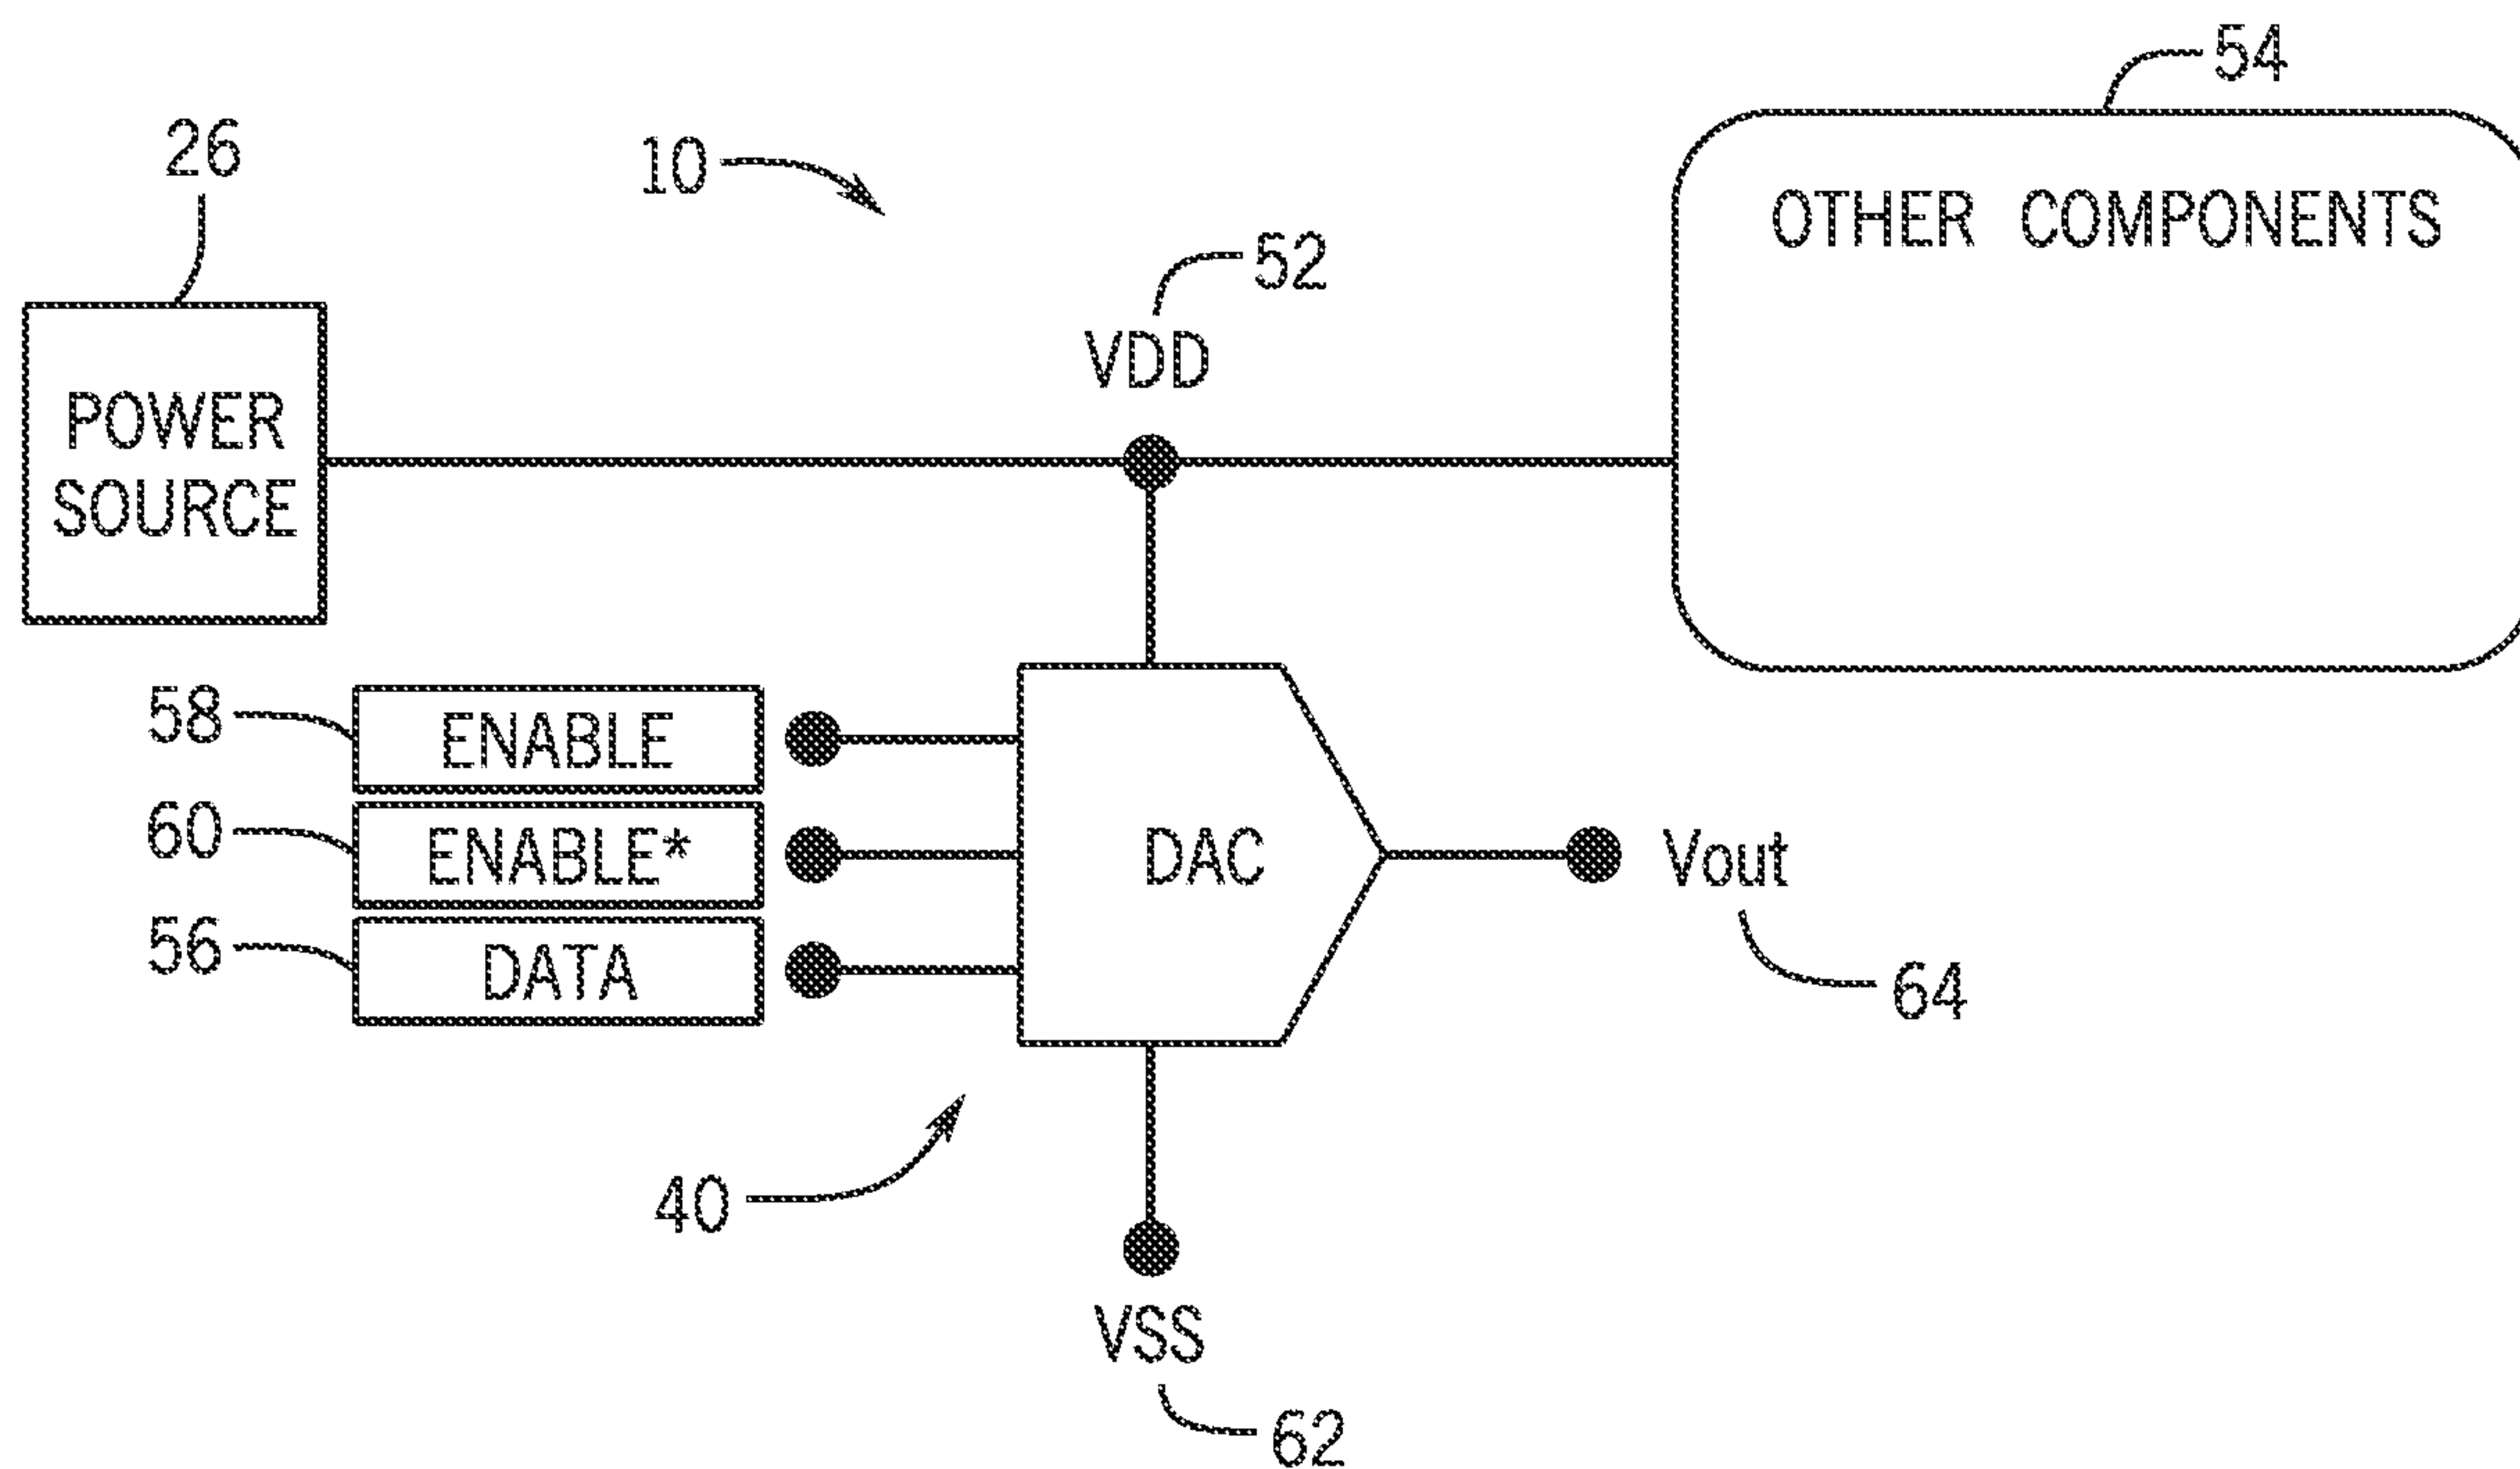 54
26
10
OTHER COMPONENTS
52
VDD
POWER
SOURCE
58
ENABLE
60
ENABLE*
DAC
Vout
56
DATA
64
40
VSS
62